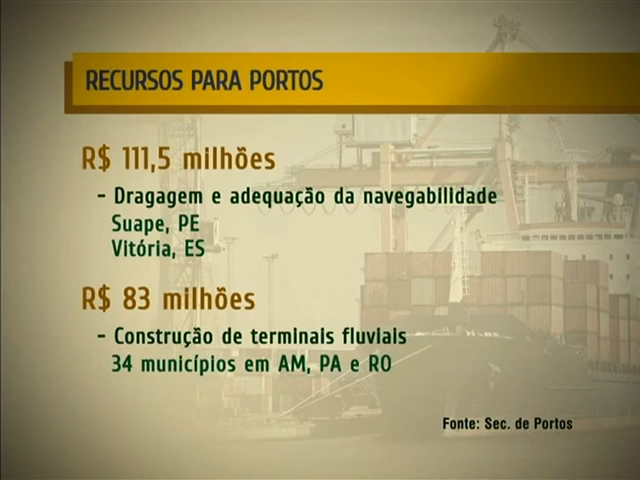 RECURSOS PARA PORTOS
R$ 111,5 milhões
- Dragagem e adequação da navegabilidade
Suape, PE
Vitória, ES
R$ 83 milhões
- Construção de terminais fluviais
34 municípios em AM, PA e RO
Fonte: Sec. de Portos